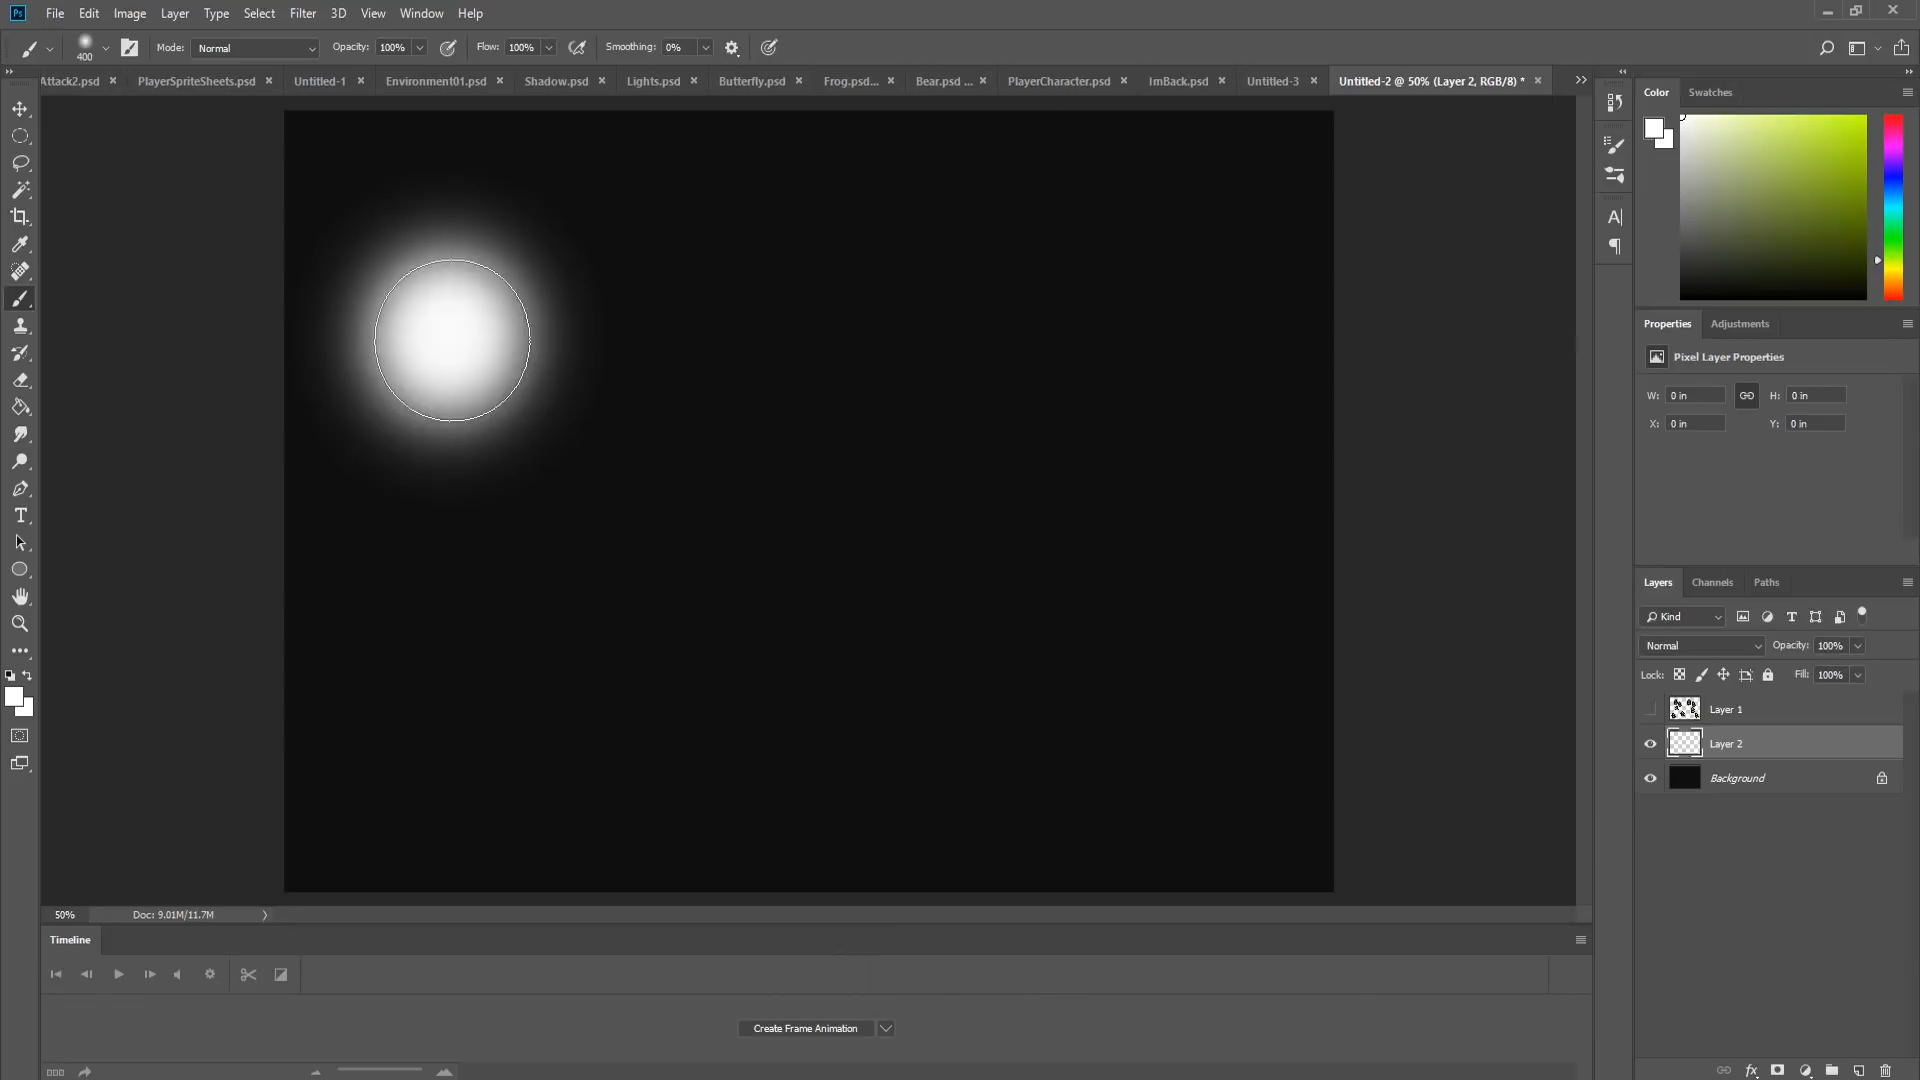 Ps File Edit Image Layer Type Select Filter 3D View Window Help
400 Mode: Normal Opacity: 100% Flow: 100% Smoothing: 0%
Attack2.psd × PlayerSpriteSheets.psd × Untitled-1 × Environment01.psd × Shadow.psd × Lights.psd × Butterfly.psd × Frog.psd... × Bear.psd ... × PlayerCharacter.psd × ImBack.psd × Untitled-3 × Untitled-2 @ 50% (Layer 2, RGB/8) * ×
Color Swatches
Properties Adjustments
Pixel Layer Properties
W: 0 in H: 0 in
X: 0 in Y: 0 in
Layers Channels Paths
Kind
Normal Opacity: 100%
Lock: Fill: 100%
Layer 1
Layer 2
Background
50% Doc: 9.01M/11.7M
Timeline
Create Frame Animation
fx